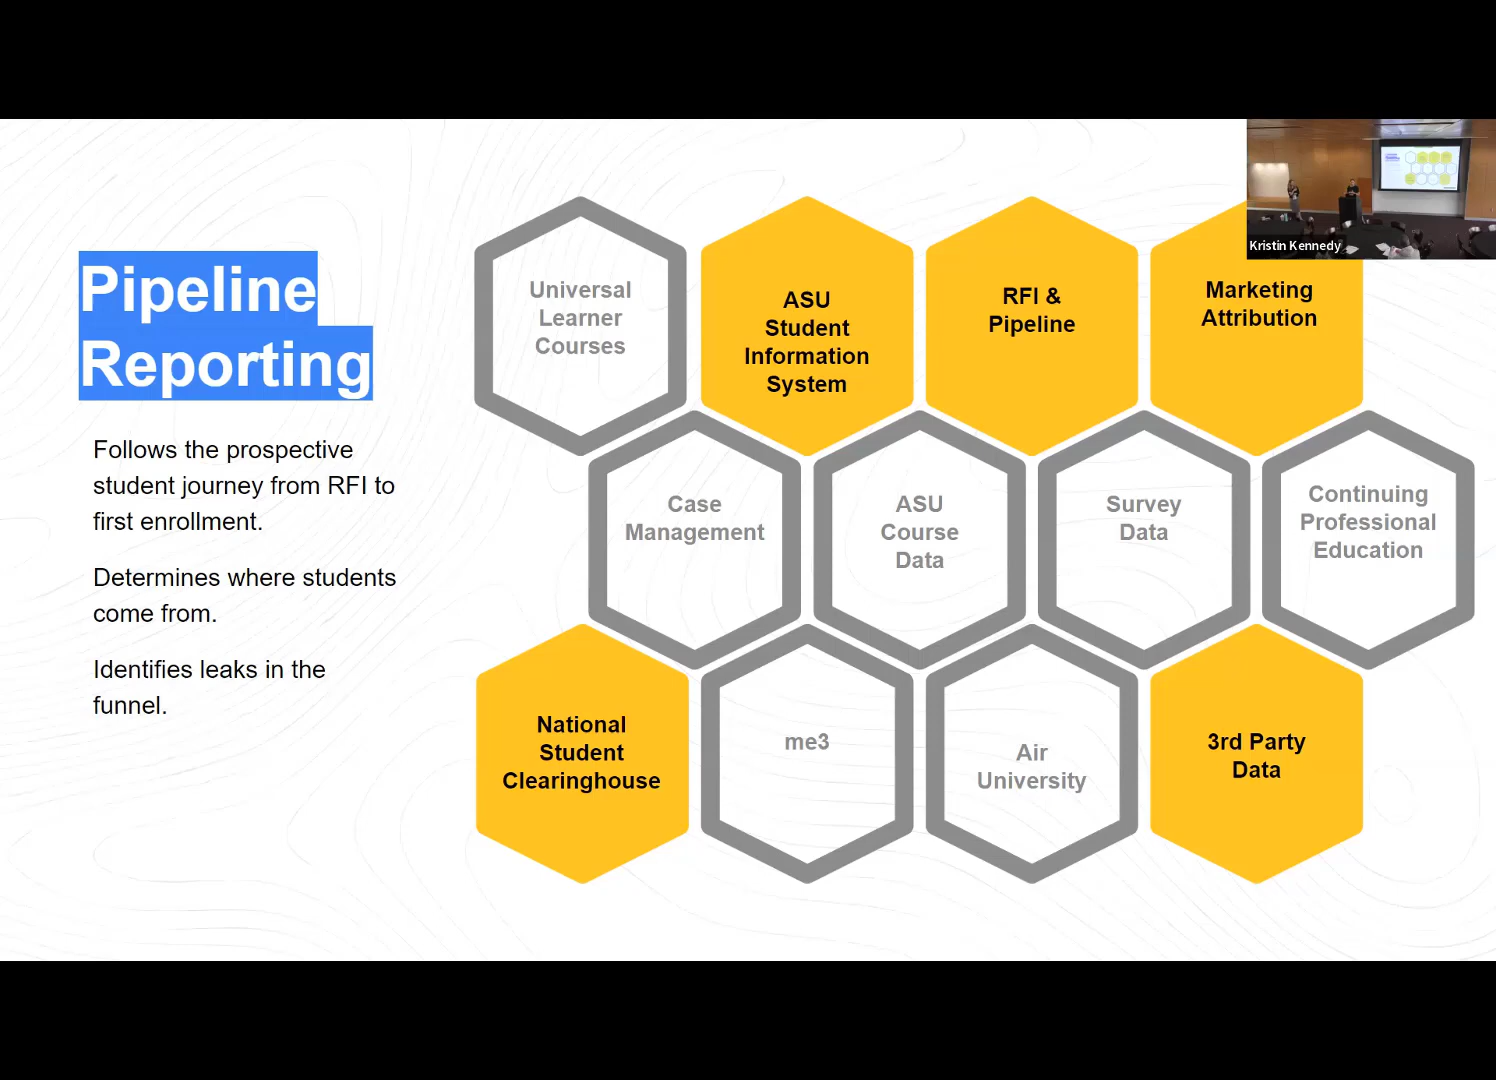 Pipeline
Reporting
Follows the prospective
student journey from RFI to
first enrollment.
Determines where students
come from.
Identifies leaks in the
funnel.
Universal
Learner
Courses
ASU
Student
Information
System
RFI &
Pipeline
Marketing
Attribution
Kristin Kennedy
Case
Management
ASU
Course
Data
Survey
Data
Continuing
Professional
Education
National
Student
Clearinghouse
me3
Air
University
3rd Party
Data